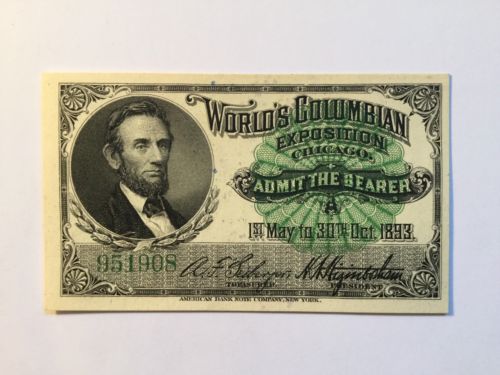 WORLD'S COLUMBIAN
EXPOSITION
CHICAGO.
ADMIT THE BEARER
A
1ST May to 30TH Oct. 1893.
951908
TREASURER PRESIDENT
AMERICAN BANK NOTE COMPANY, NEW YORK.